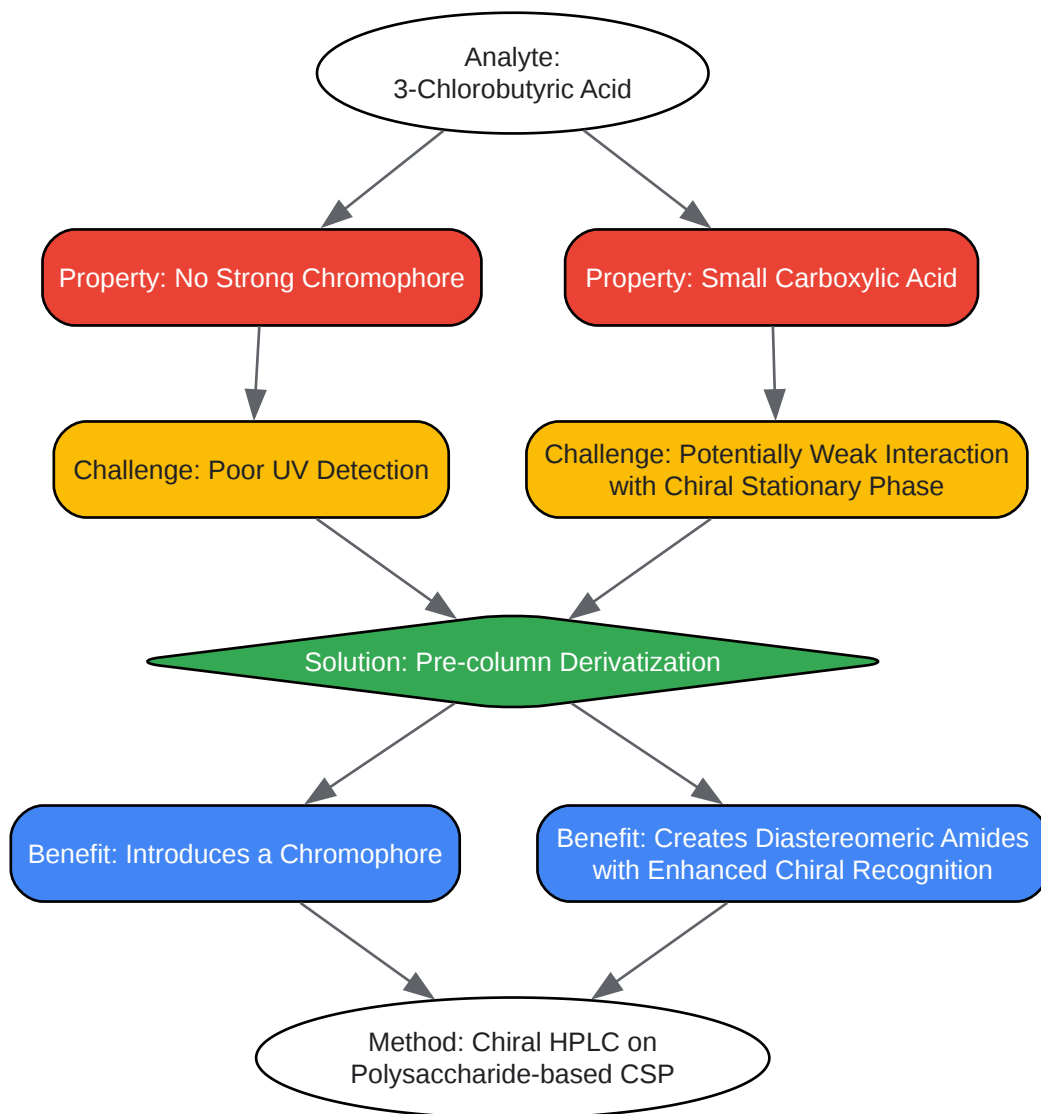 Analyte:
3-Chlorobutyric Acid
Property: No Strong Chromophore
Property: Small Carboxylic Acid
Challenge: Poor UV Detection
Challenge: Potentially Weak Interaction
with Chiral Stationary Phase
Solution: Pre-column Derivatization
Benefit: Introduces a Chromophore
Benefit: Creates Diastereomeric Amides
with Enhanced Chiral Recognition
Method: Chiral HPLC on
Polysaccharide-based CSP